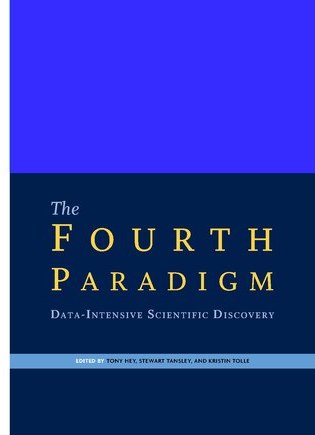 The
FOURTH
PARADIGM
DATA-INTENSIVE SCIENTIFIC DISCOVERY
EDITED BY TONY HEY, STEWART TANSLEY, AND KRISTIN TOLLE